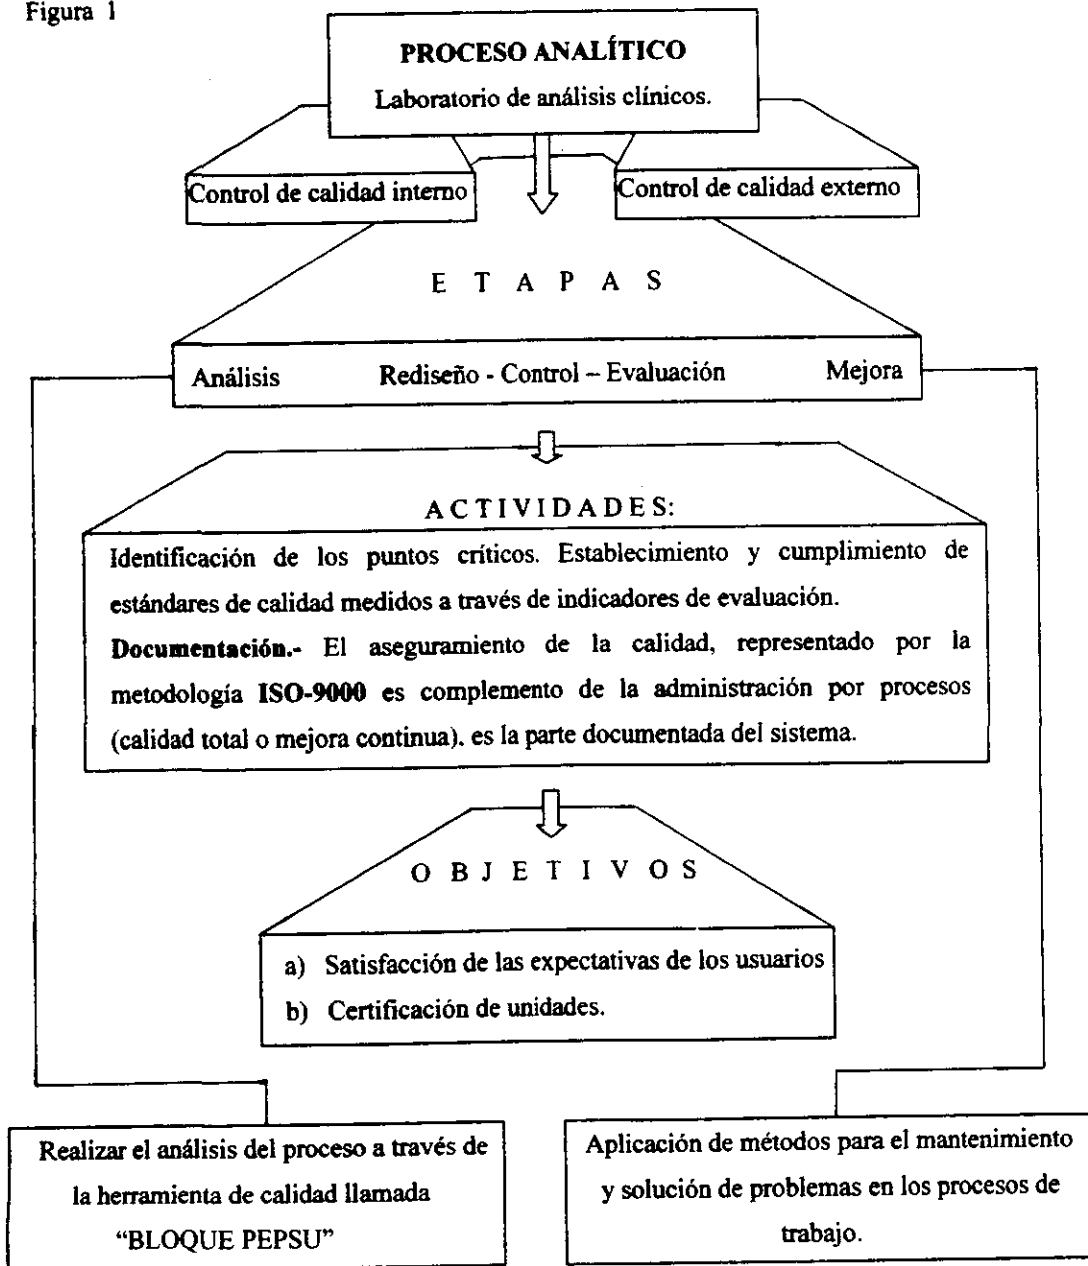 Figura 1
PROCESO ANALÍTICO
Laboratorio de análisis clínicos.
Control de calidad interno
Control de calidad externo
E T A P A S
Análisis Rediseño - Control – Evaluación Mejora
A C T I V I D A D E S:
Identificación de los puntos críticos. Establecimiento y cumplimiento de
estándares de calidad medidos a través de indicadores de evaluación.
Documentación.- El aseguramiento de la calidad, representado por la
metodología ISO-9000 es complemento de la administración por procesos
(calidad total o mejora continua). es la parte documentada del sistema.
O B J E T I V O S
a) Satisfacción de las expectativas de los usuarios
b) Certificación de unidades.
Realizar el análisis del proceso a través de
la herramienta de calidad llamada
“BLOQUE PEPSU”
Aplicación de métodos para el mantenimiento
y solución de problemas en los procesos de
trabajo.